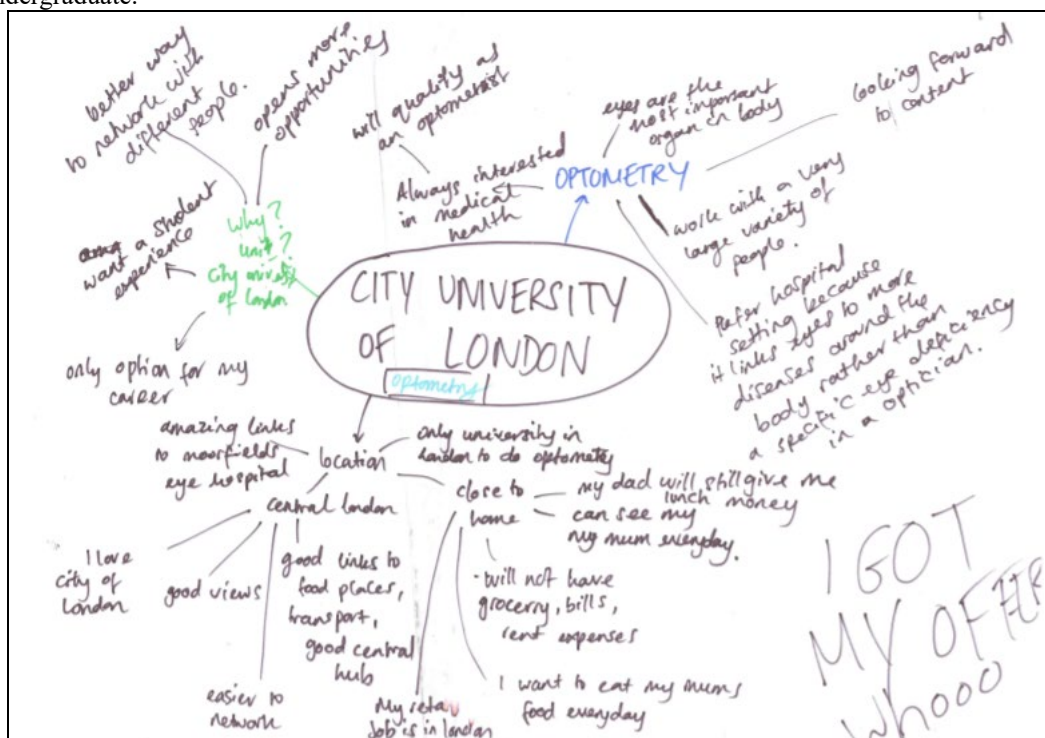 ndergraduate.
better way
to network with
different
people.
opens more
opportunities
will qualify as
an optometrist
eyes are the
most important
organ in body
looking forward
to content
Always interested
in medical
health
OPTOMETRY
work with a very
large variety of
people.
Prefer hospital
setting because
it links eyes to more
diseases around the
body rather than
a specific eye deficiency
in a optician.
a student
want experience
why?
uni?
city university
of london
only option for my
career
CITY UNIVERSITY
OF LONDON
optometry
location
amazing links
to moorfields
eye hospital
only university in
london to do optometry
central london
close to
home
my dad will still give me
lunch money
can see my
my mum everyday.
I love
city of
london
good views
easier to
network
good links to
food places,
transport,
good central
hub
My retail
Job is in london
will not have
grocerry, bills,
rent expenses
I want to eat my mums
food everyday
I GOT
MY OFFER
whooo